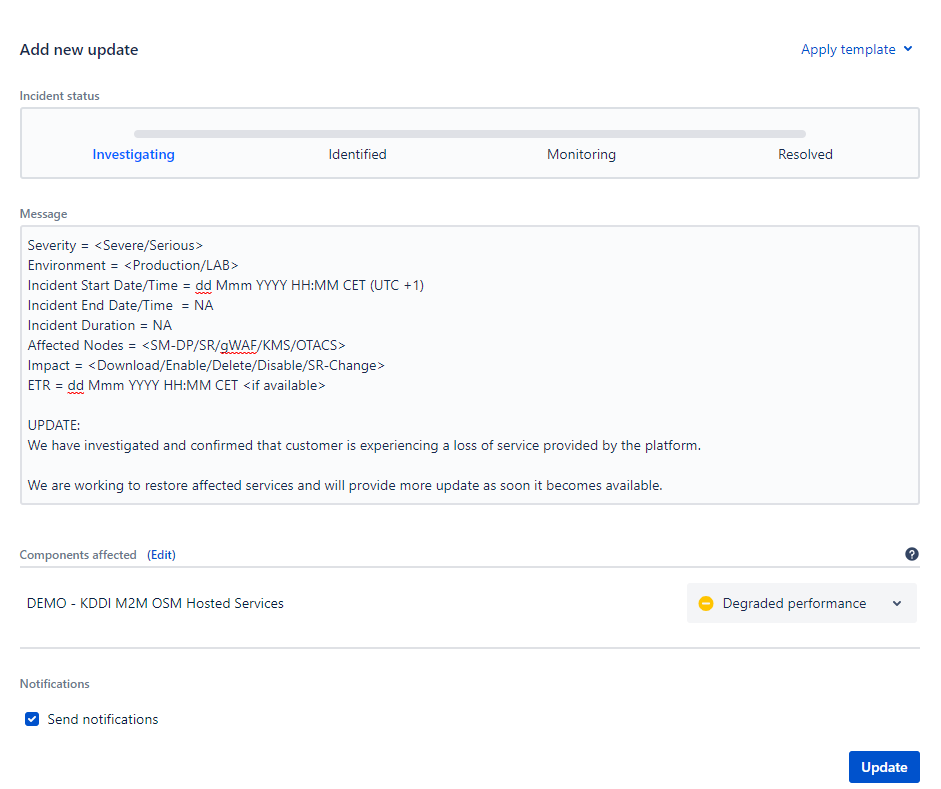 Add new update
Apply template
Incident status
Investigating
Identified
Monitoring
Resolved
Message
Severity = <Severe/Serious>
Environment = <Production/LAB>
Incident Start Date/Time = dd Mmm YYYY HH:MM CET (UTC +1)
Incident End Date/Time  = NA
Incident Duration = NA
Affected Nodes = <SM-DP/SR/gWAF/KMS/OTACS>
Impact = <Download/Enable/Delete/Disable/SR-Change>
ETR = dd Mmm YYYY HH:MM CET <if available>
UPDATE:
We have investigated and confirmed that customer is experiencing a loss of service provided by the platform.
We are working to restore affected services and will provide more update as soon it becomes available.
Components affected (Edit)
?
DEMO - KDDI M2M OSM Hosted Services
Degraded performance
Notifications
Send notifications
Update